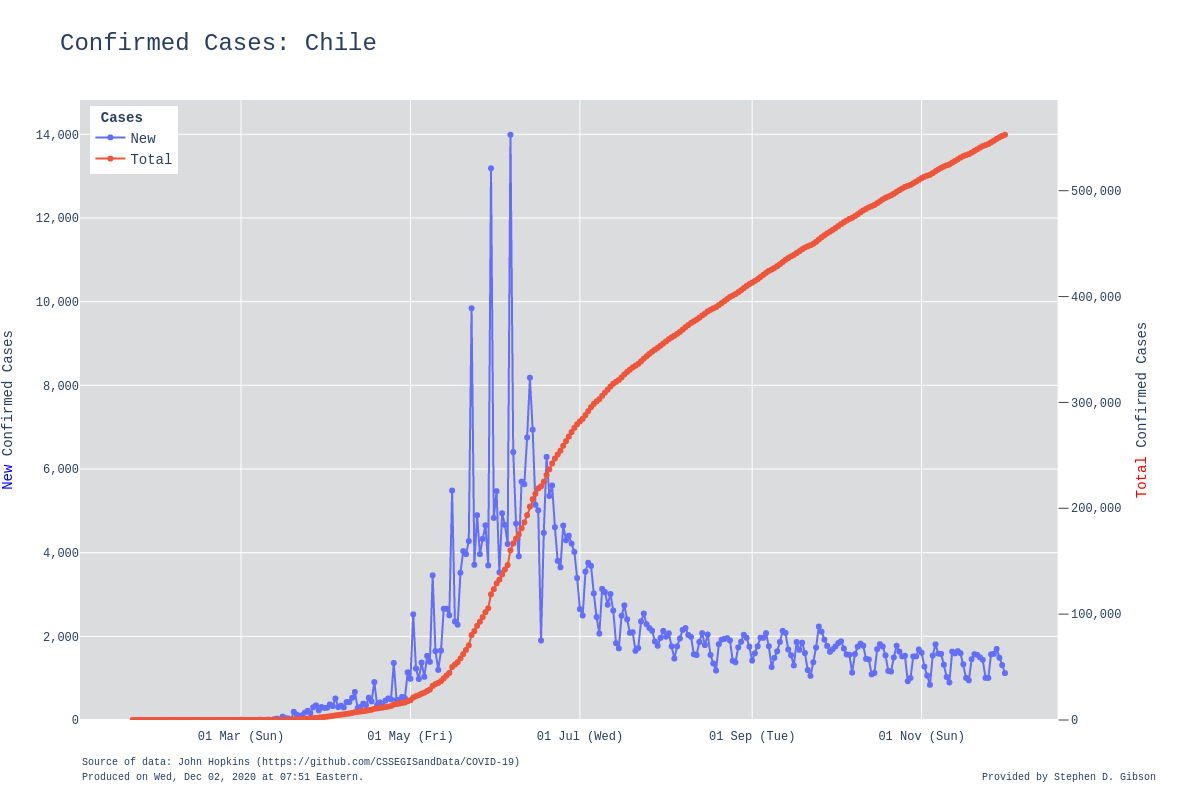 Confirmed Cases: Chile
Cases
New
Total
14,000
12,000
10,000
8,000
6,000
4,000
2,000
0
New Confirmed Cases
500,000
400,000
300,000
200,000
100,000
0
Total Confirmed Cases
01 Mar (Sun)
01 May (Fri)
01 Jul (Wed)
01 Sep (Tue)
01 Nov (Sun)
Source of data: John Hopkins (https://github.com/CSSEGISandData/COVID-19)
Produced on Wed, Dec 02, 2020 at 07:51 Eastern.
Provided by Stephen D. Gibson